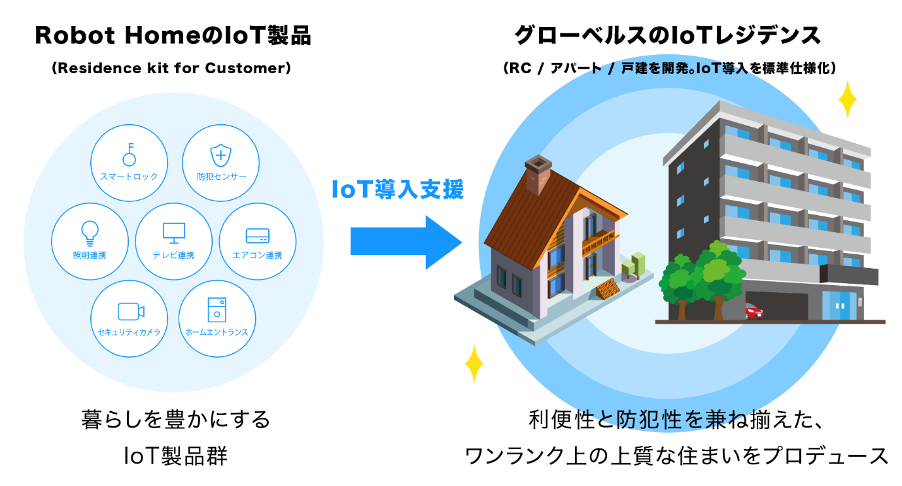 Robot HomeのIoT製品
（Residence kit for Customer）
スマートロック
防犯センサー
照明連携
テレビ連携
エアコン連携
セキュリティカメラ
ホームエントランス
暮らしを豊かにする
IoT製品群
IoT導入支援
グローベルスのIoTレジデンス
（RC / アパート / 戸建を開発。IoT導入を標準仕様化）
利便性と防犯性を兼ね揃えた、
ワンランク上の上質な住まいをプロデュース